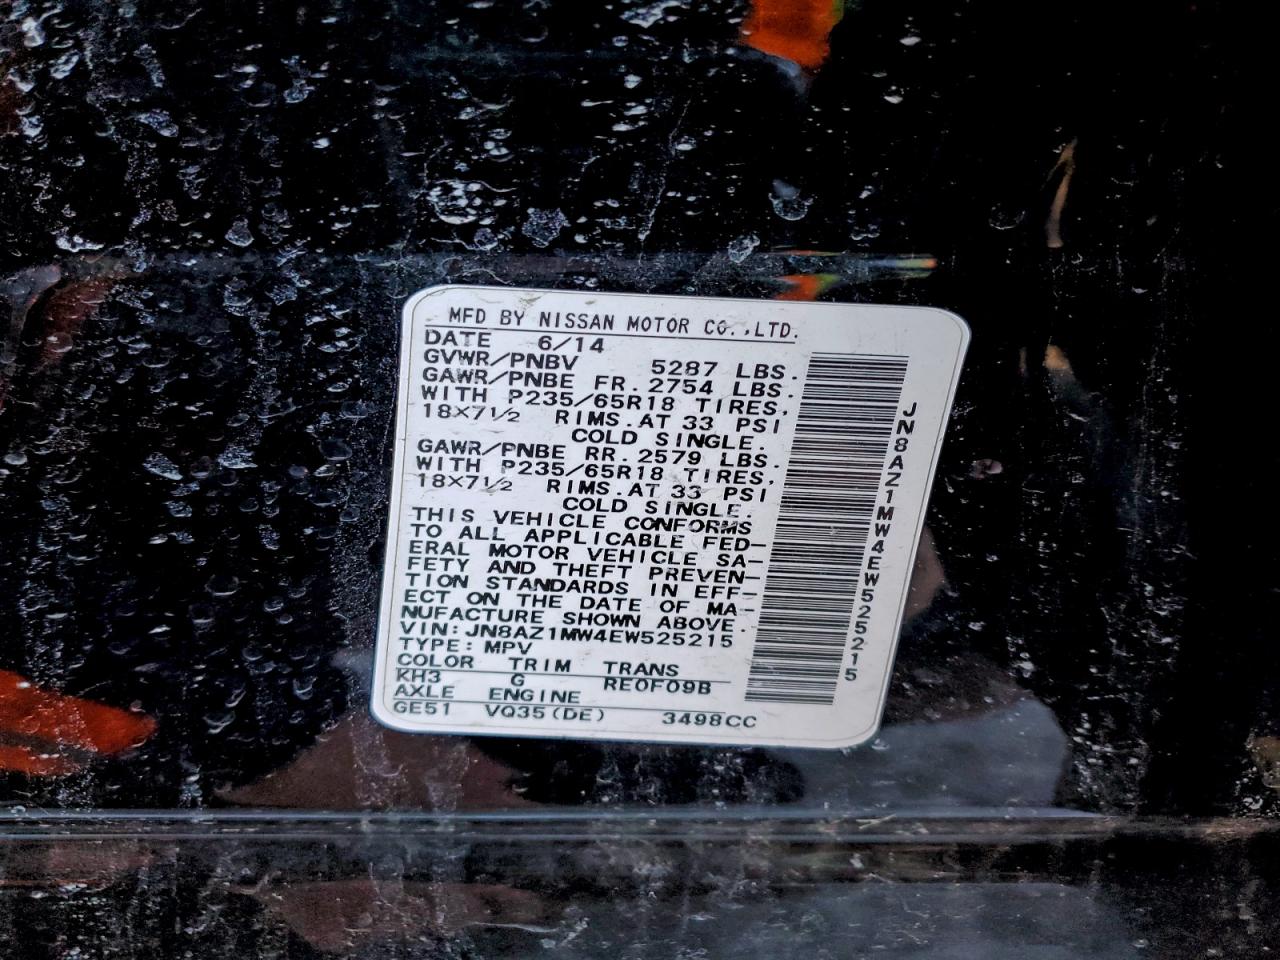 MFD BY NISSAN MOTOR CO.,LTD.
DATE 6/14
GVWR/PNBV 5287 LBS.
GAWR/PNBE FR. 2754 LBS.
WITH P235/65R18 TIRES,
18X7 1/2 RIMS. AT 33 PSI
COLD SINGLE.
GAWR/PNBE RR. 2579 LBS.
WITH P235/65R18 TIRES,
18X7 1/2 RIMS. AT 33 PSI
COLD SINGLE.
THIS VEHICLE CONFORMS
TO ALL APPLICABLE FED-
ERAL MOTOR VEHICLE SA-
FETY AND THEFT PREVEN-
TION STANDARDS IN EFF-
ECT ON THE DATE OF MA-
NUFACTURE SHOWN ABOVE.
VIN: JN8AZ1MW4EW525215
TYPE: MPV
COLOR TRIM TRANS
KH3 G RE0F09B
AXLE ENGINE
GE51 VQ35(DE) 3498CC
JN8AZ1MW4EW525215